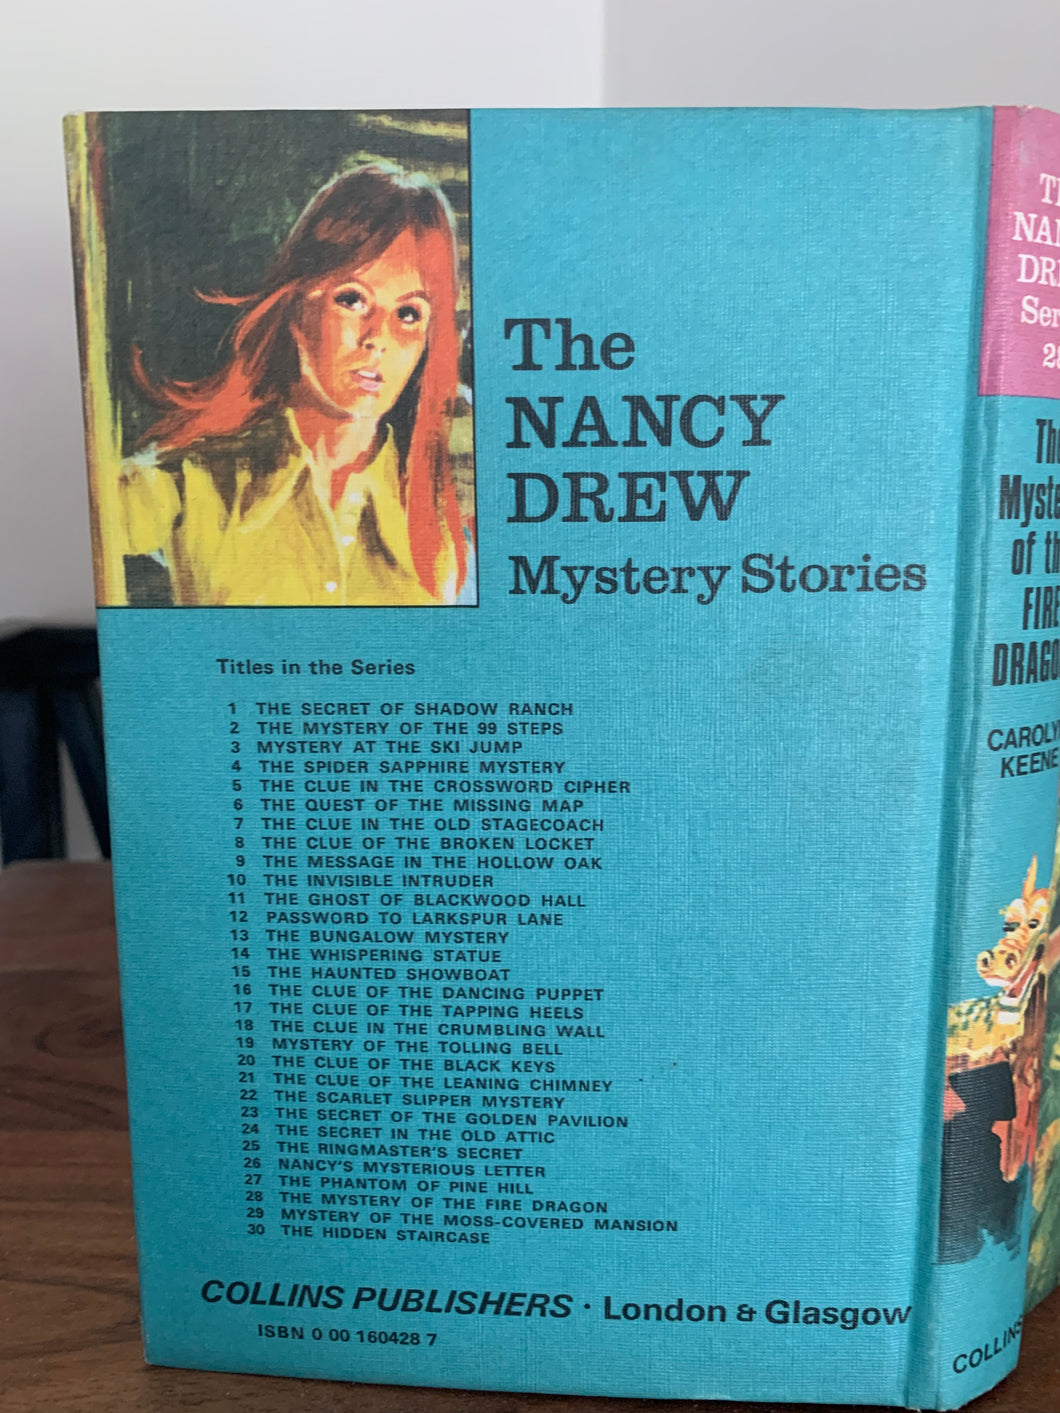 The
NANCY
DREW
Mystery Stories
Titles in the Series
1 THE SECRET OF SHADOW RANCH
2 THE MYSTERY OF THE 99 STEPS
3 MYSTERY AT THE SKI JUMP
4 THE SPIDER SAPPHIRE MYSTERY
5 THE CLUE IN THE CROSSWORD CIPHER
6 THE QUEST OF THE MISSING MAP
7 THE CLUE IN THE OLD STAGECOACH
8 THE CLUE OF THE BROKEN LOCKET
9 THE MESSAGE IN THE HOLLOW OAK
10 THE INVISIBLE INTRUDER
11 THE GHOST OF BLACKWOOD HALL
12 PASSWORD TO LARKSPUR LANE
13 THE BUNGALOW MYSTERY
14 THE WHISPERING STATUE
15 THE HAUNTED SHOWBOAT
16 THE CLUE OF THE DANCING PUPPET
17 THE CLUE OF THE TAPPING HEELS
18 THE CLUE IN THE CRUMBLING WALL
19 MYSTERY OF THE TOLLING BELL
20 THE CLUE OF THE BLACK KEYS
21 THE CLUE OF THE LEANING CHIMNEY
22 THE SCARLET SLIPPER MYSTERY
23 THE SECRET OF THE GOLDEN PAVILION
24 THE SECRET IN THE OLD ATTIC
25 THE RINGMASTER'S SECRET
26 NANCY'S MYSTERIOUS LETTER
27 THE PHANTOM OF PINE HILL
28 THE MYSTERY OF THE FIRE DRAGON
29 MYSTERY OF THE MOSS-COVERED MANSION
30 THE HIDDEN STAIRCASE
COLLINS PUBLISHERS · London & Glasgow
ISBN 0 00 160428 7
The
of
FIRE
CAROLYN
KEENE
COLLINS